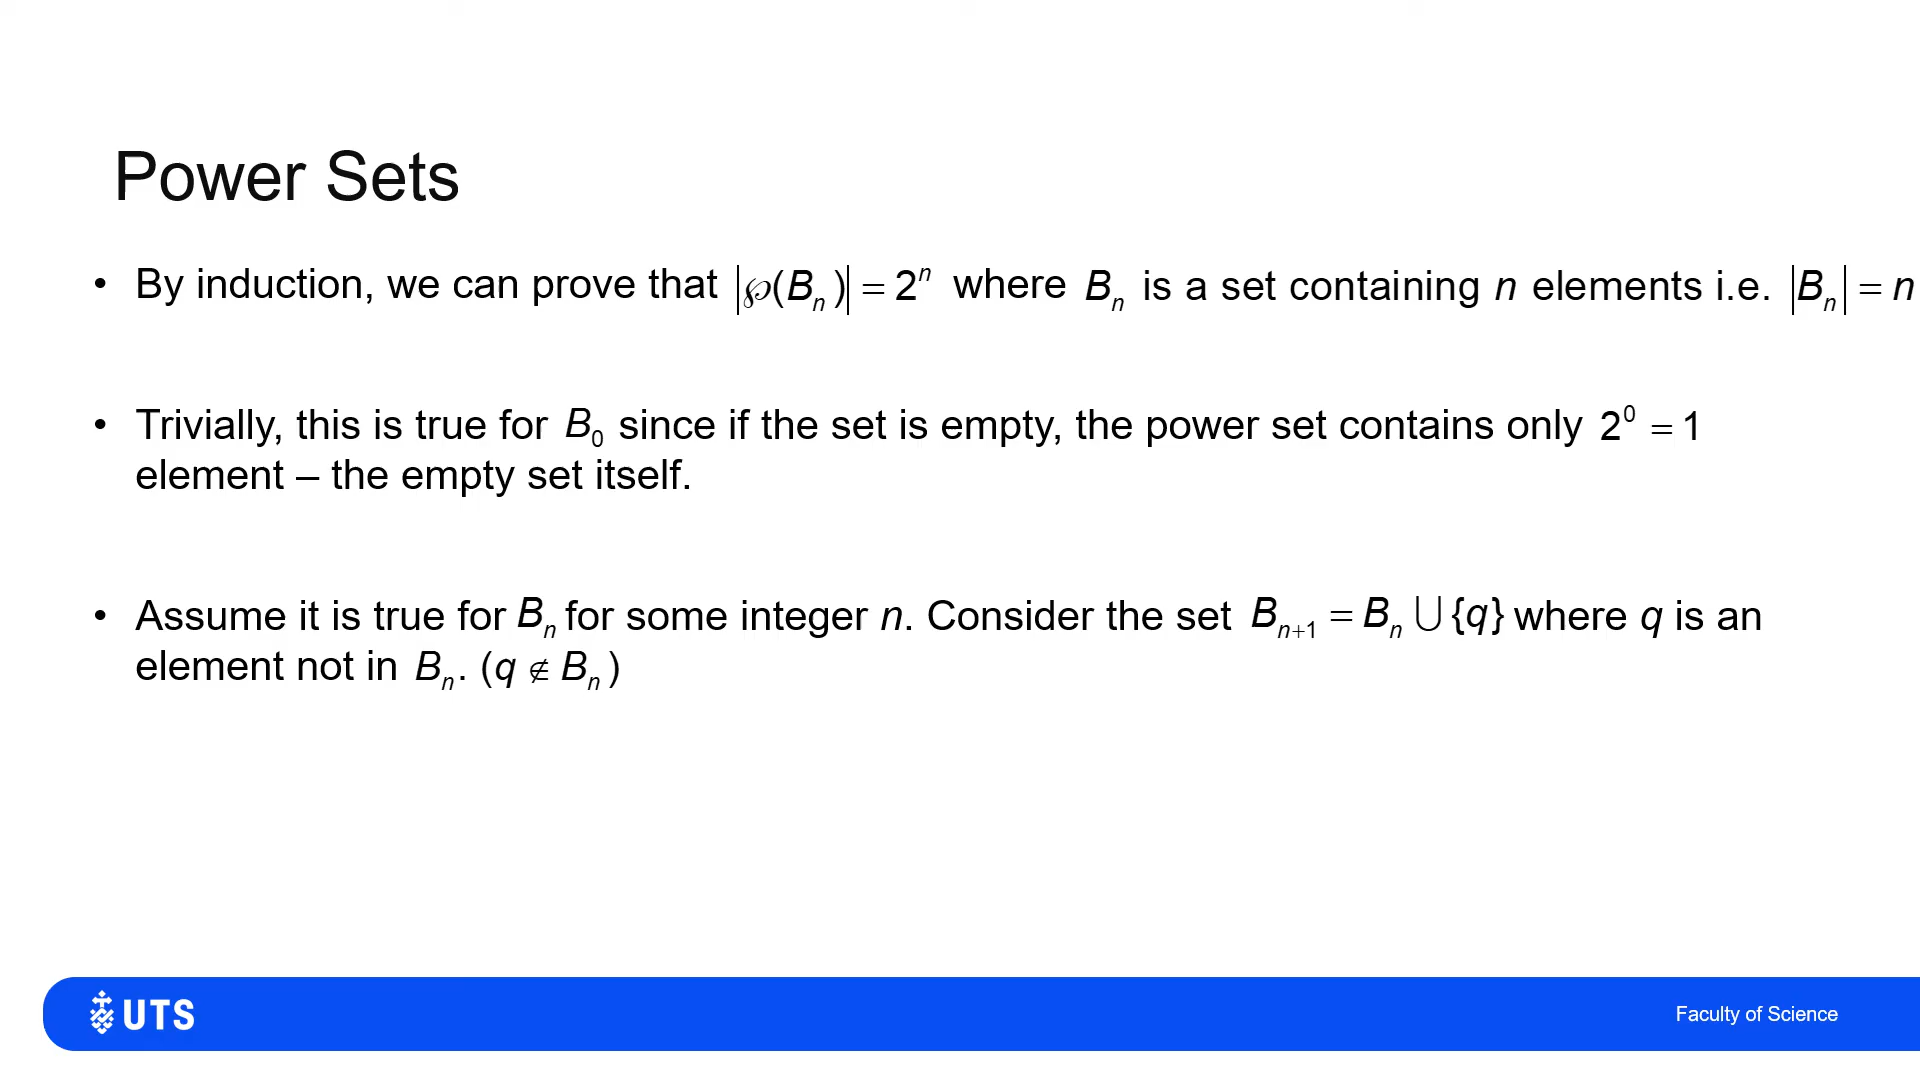 Power Sets
• By induction, we can prove that |℘(Bₙ)| = 2ⁿ where Bₙ is a set containing n elements i.e. |Bₙ| = n
• Trivially, this is true for B₀ since if the set is empty, the power set contains only 2⁰ = 1
element – the empty set itself.
• Assume it is true for Bₙ for some integer n. Consider the set Bₙ₊₁ = Bₙ ⋃ {q} where q is an
element not in Bₙ. (q ∉ Bₙ)
UTS
Faculty of Science